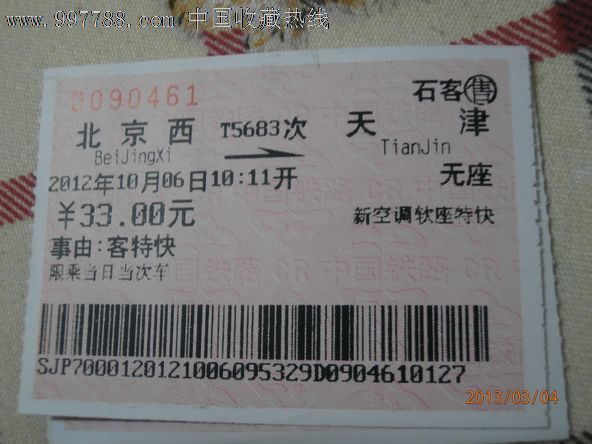 www.997788.com 中国收藏热线
D090461
石客售
北京西 T5683次 天津
BeiJingXi TianJin
2012年10月06日10:11开 无座
￥33.00元 新空调软座特快
事由:客特快
限乘当日当次车
SJP7000120121006095329D0904610127
2013/03/04